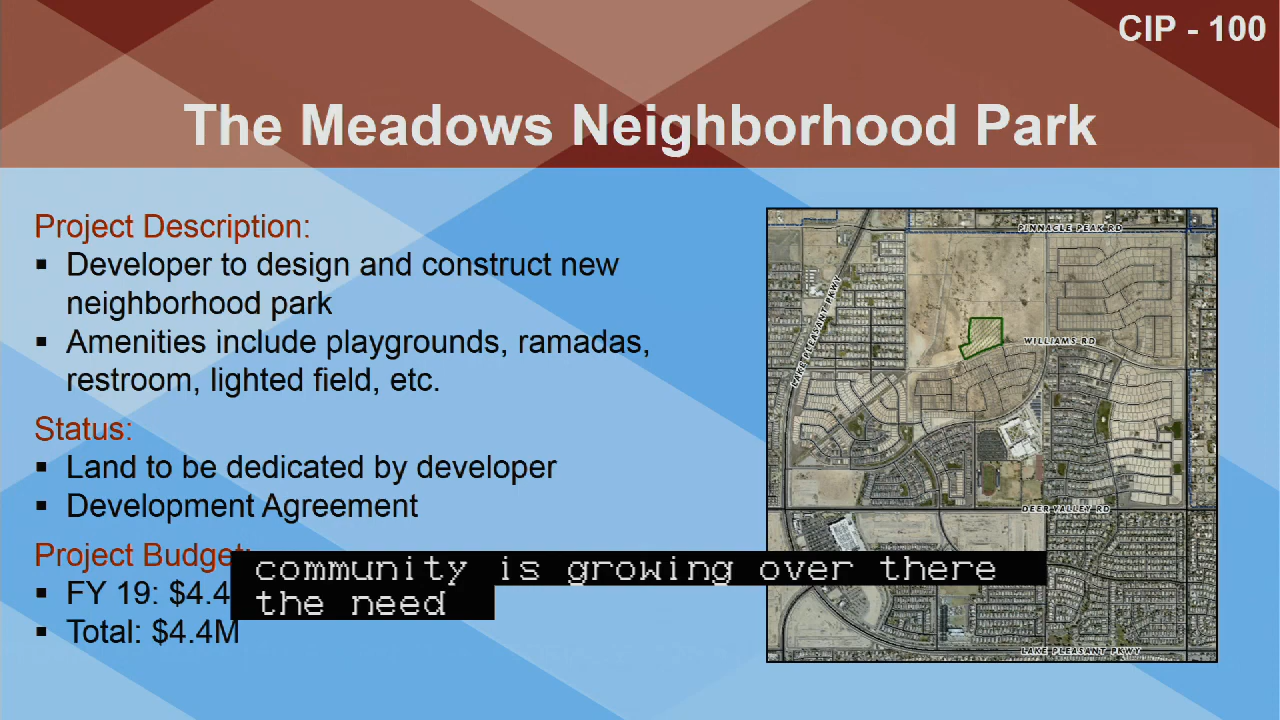 CIP - 100
The Meadows Neighborhood Park
Project Description:
▪ Developer to design and construct new
neighborhood park
▪ Amenities include playgrounds, ramadas,
restroom, lighted field, etc.
Status:
▪ Land to be dedicated by developer
▪ Development Agreement
Project Budget:
▪ FY 19: $4.4
▪ Total: $4.4M
community is growing over there
the need
PINNACLE PEAK RD
LAKE PLEASANT PKWY
WILLIAMS RD
DEER VALLEY RD
LAKE PLEASANT PKWY